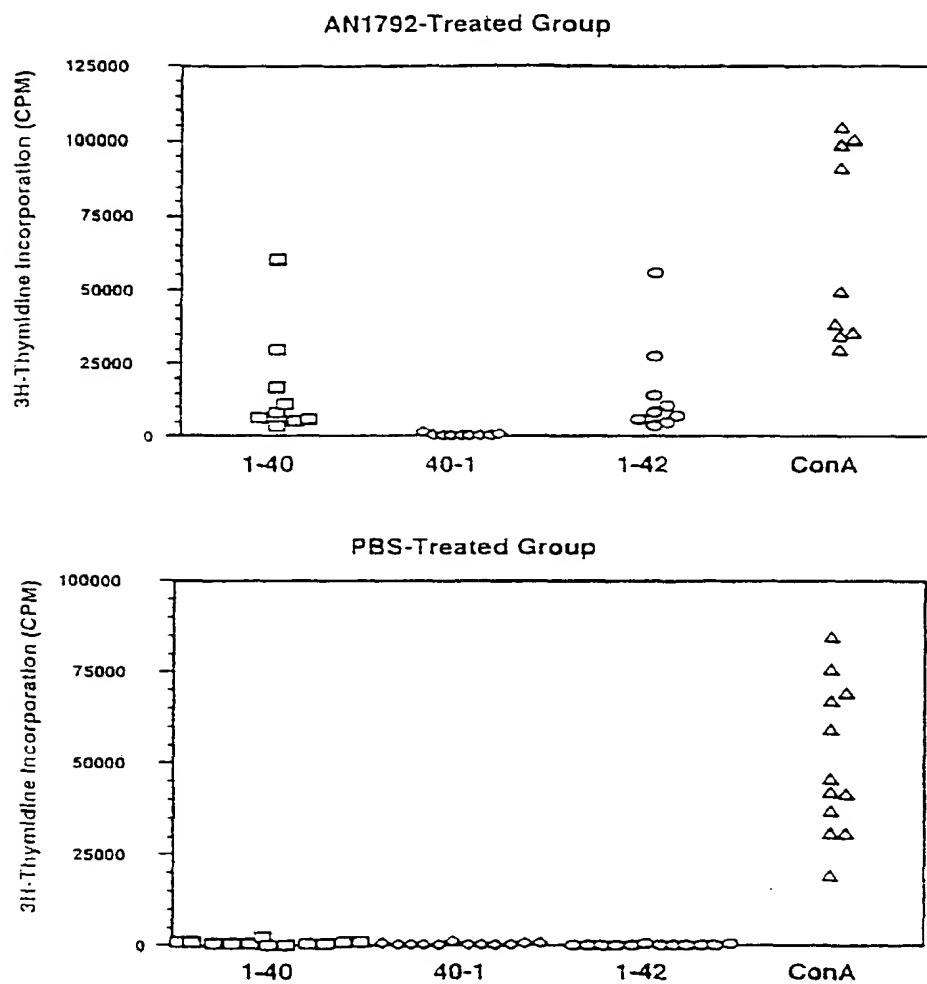 AN1792-Treated Group
3H-Thymidine Incorporation (CPM)
125000
100000
75000
50000
25000
0
1-40 40-1 1-42 ConA
PBS-Treated Group
3H-Thymidine Incorporation (CPM)
100000
75000
50000
25000
0
1-40 40-1 1-42 ConA